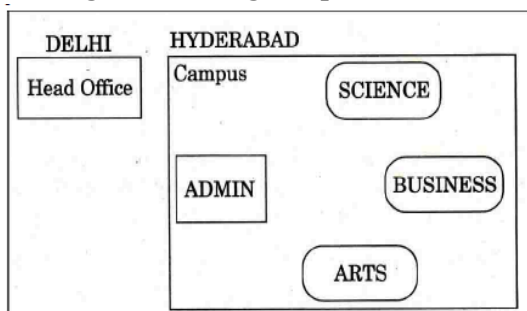 DELHI
HYDERABAD
Head Office
Campus
SCIENCE
ADMIN
BUSINESS
ARTS